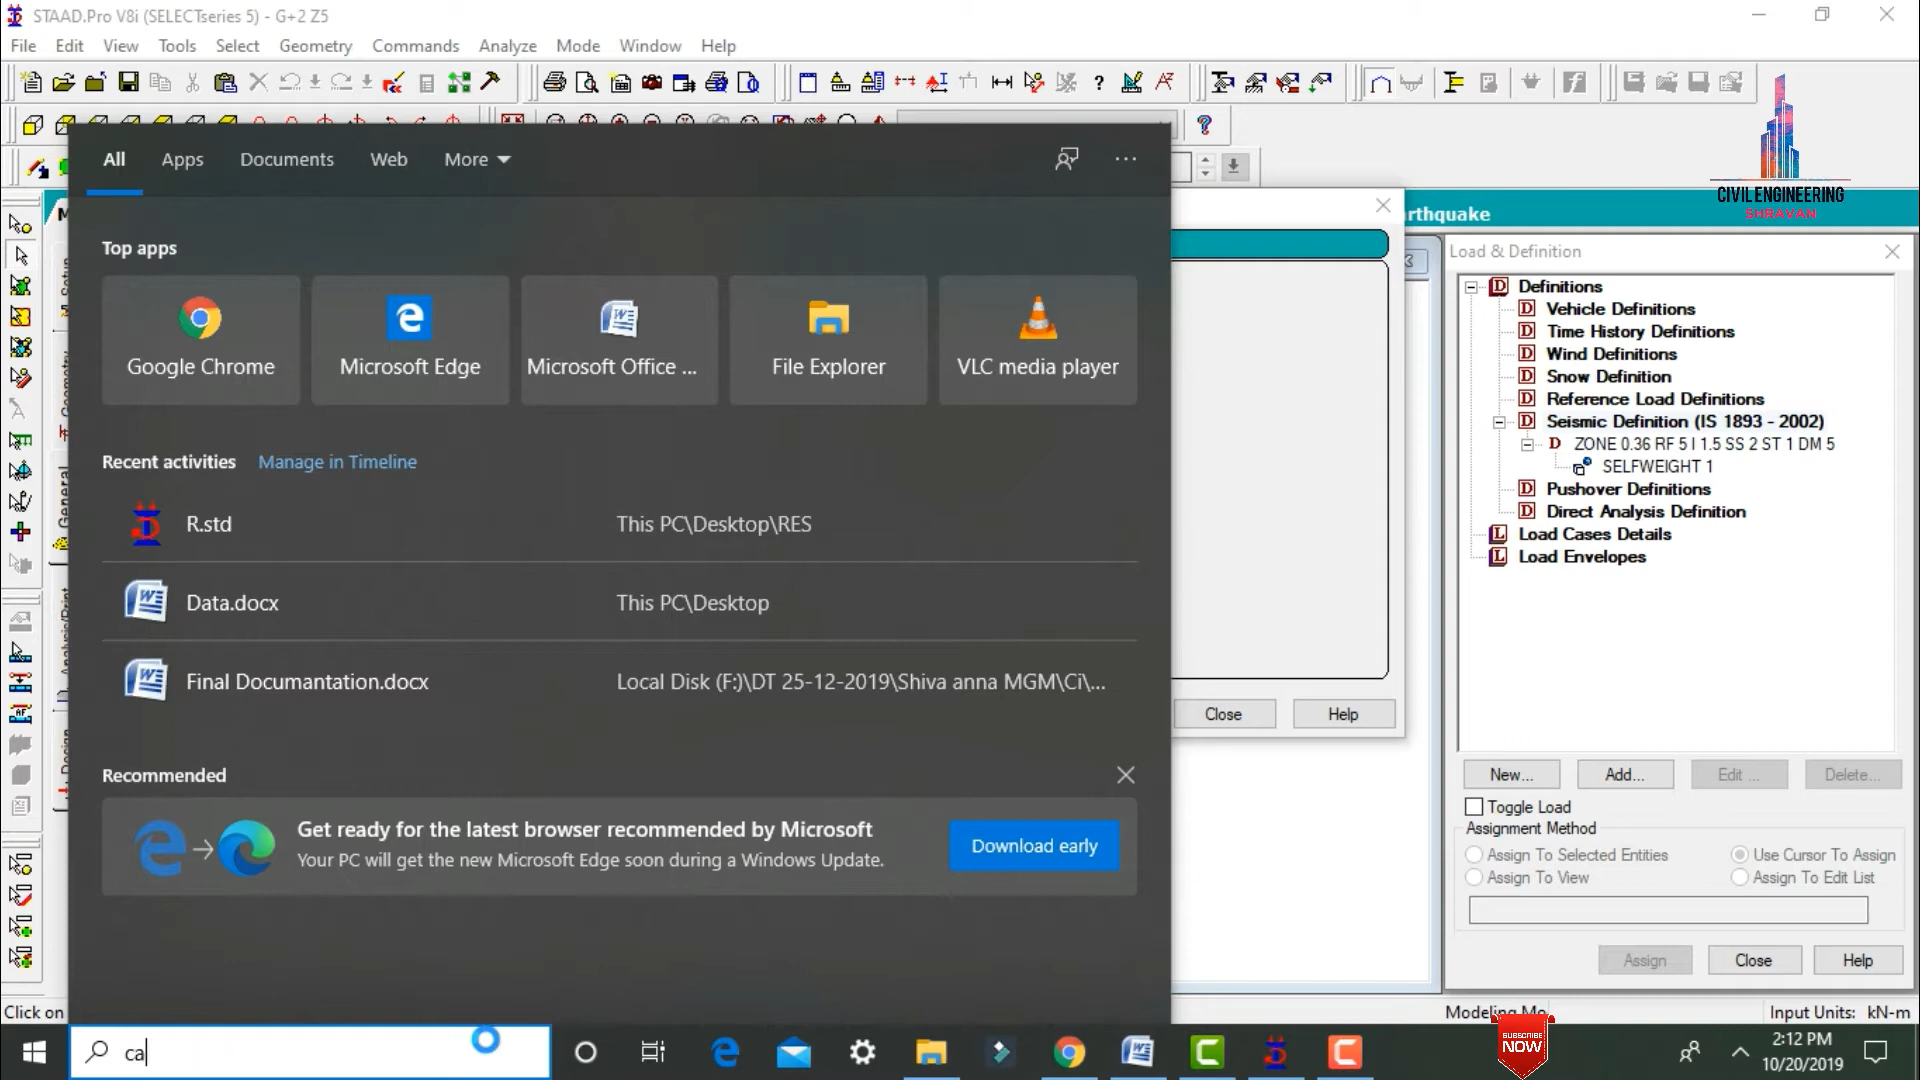 STAAD.Pro V8i (SELECTseries 5) - G+2 Z5
File Edit View Tools Select Geometry Commands Analyze Mode Window Help
All Apps Documents Web More
CIVIL ENGINEERING
SHRAVAN
rthquake
Load & Definition
Top apps
Google Chrome
Microsoft Edge
Microsoft Office ...
File Explorer
VLC media player
Recent activities Manage in Timeline
R.std This PC\Desktop\RES
Data.docx This PC\Desktop
Final Documantation.docx Local Disk (F:)\DT 25-12-2019\Shiva anna MGM\Ci\...
Recommended
Get ready for the latest browser recommended by Microsoft
Your PC will get the new Microsoft Edge soon during a Windows Update.
Download early
Close Help
Definitions
Vehicle Definitions
Time History Definitions
Wind Definitions
Snow Definition
Reference Load Definitions
Seismic Definition (IS 1893 - 2002)
ZONE 0.36 RF 5 I 1.5 SS 2 ST 1 DM 5
SELFWEIGHT 1
Pushover Definitions
Direct Analysis Definition
Load Cases Details
Load Envelopes
New... Add... Edit ... Delete...
Toggle Load
Assignment Method
Assign To Selected Entities Use Cursor To Assign
Assign To View Assign To Edit List
Assign Close Help
General
Click on
Modeling Mo
Input Units: kN-m
ca
SUBSCRIBE
NOW
2:12 PM
10/20/2019